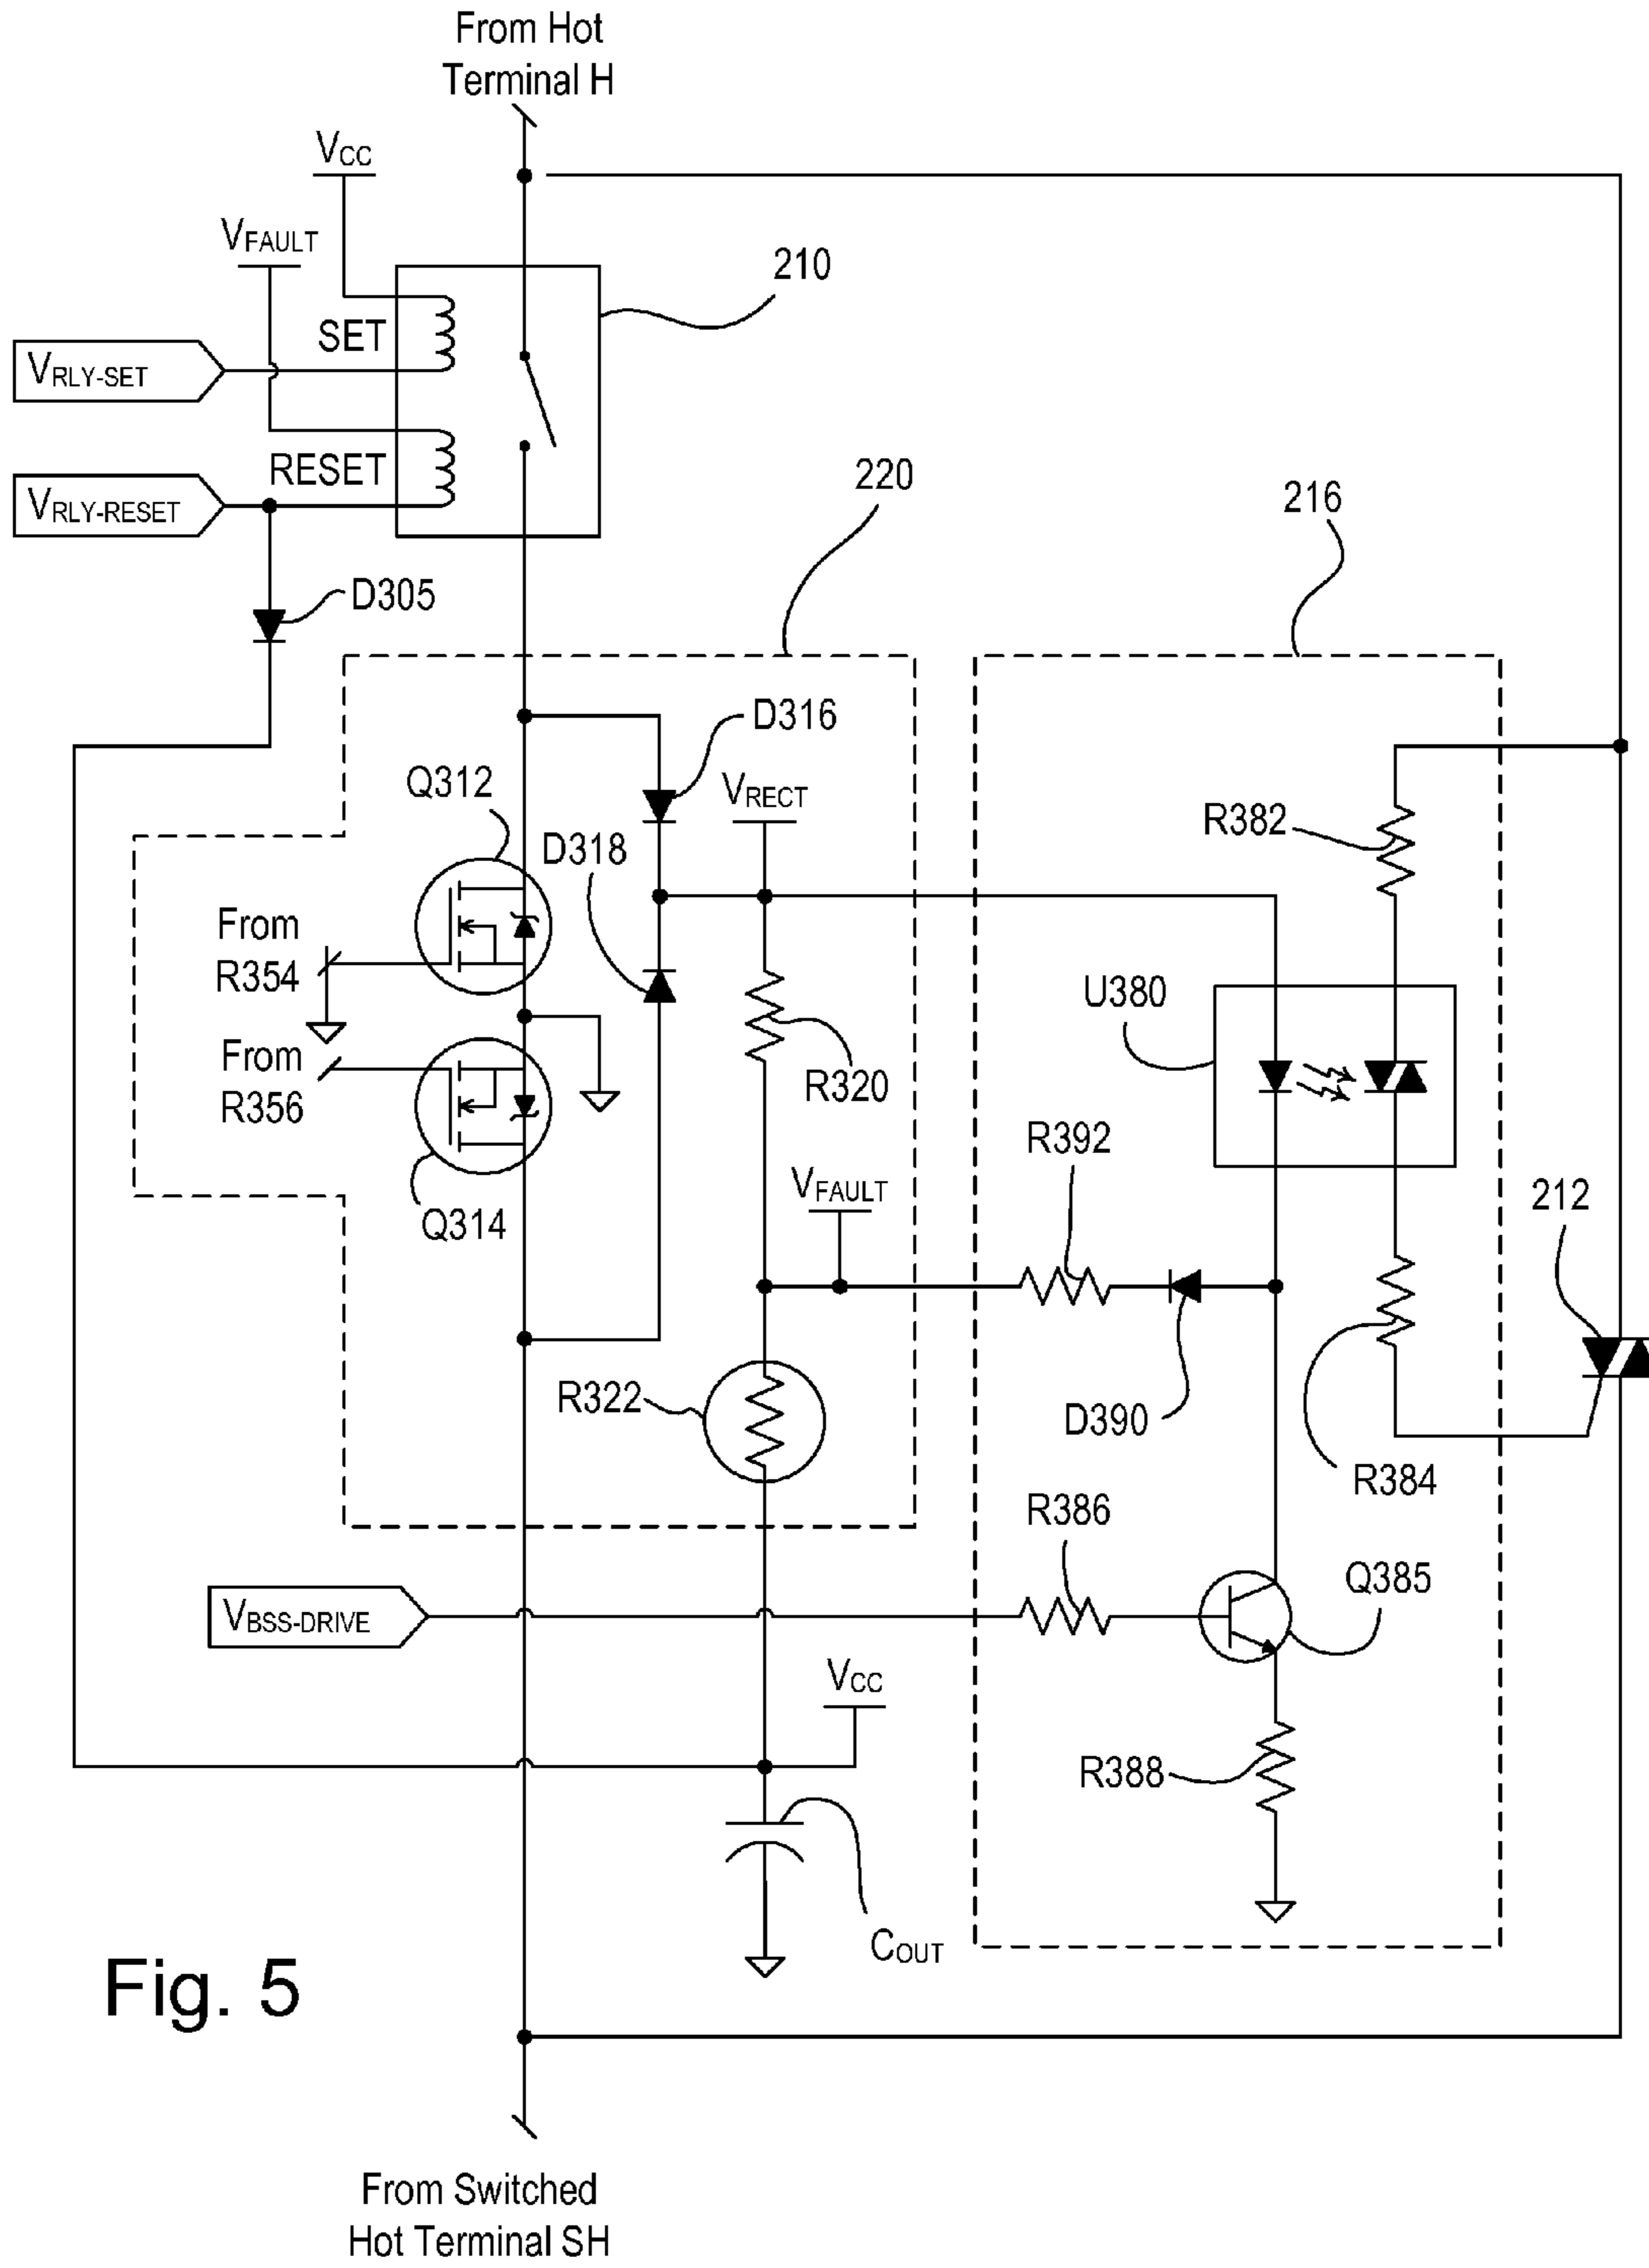 From Hot
Terminal H
VCC
VFAULT
210
SET
VRLY-SET
RESET
VRLY-RESET
220
216
D305
D316
Q312
VRECT
R382
D318
From
R354
U380
From
R356
R320
R392
VFAULT
212
Q314
R322
D390
R384
R386
Q385
VBSS-DRIVE
VCC
R388
COUT
Fig. 5
From Switched
Hot Terminal SH